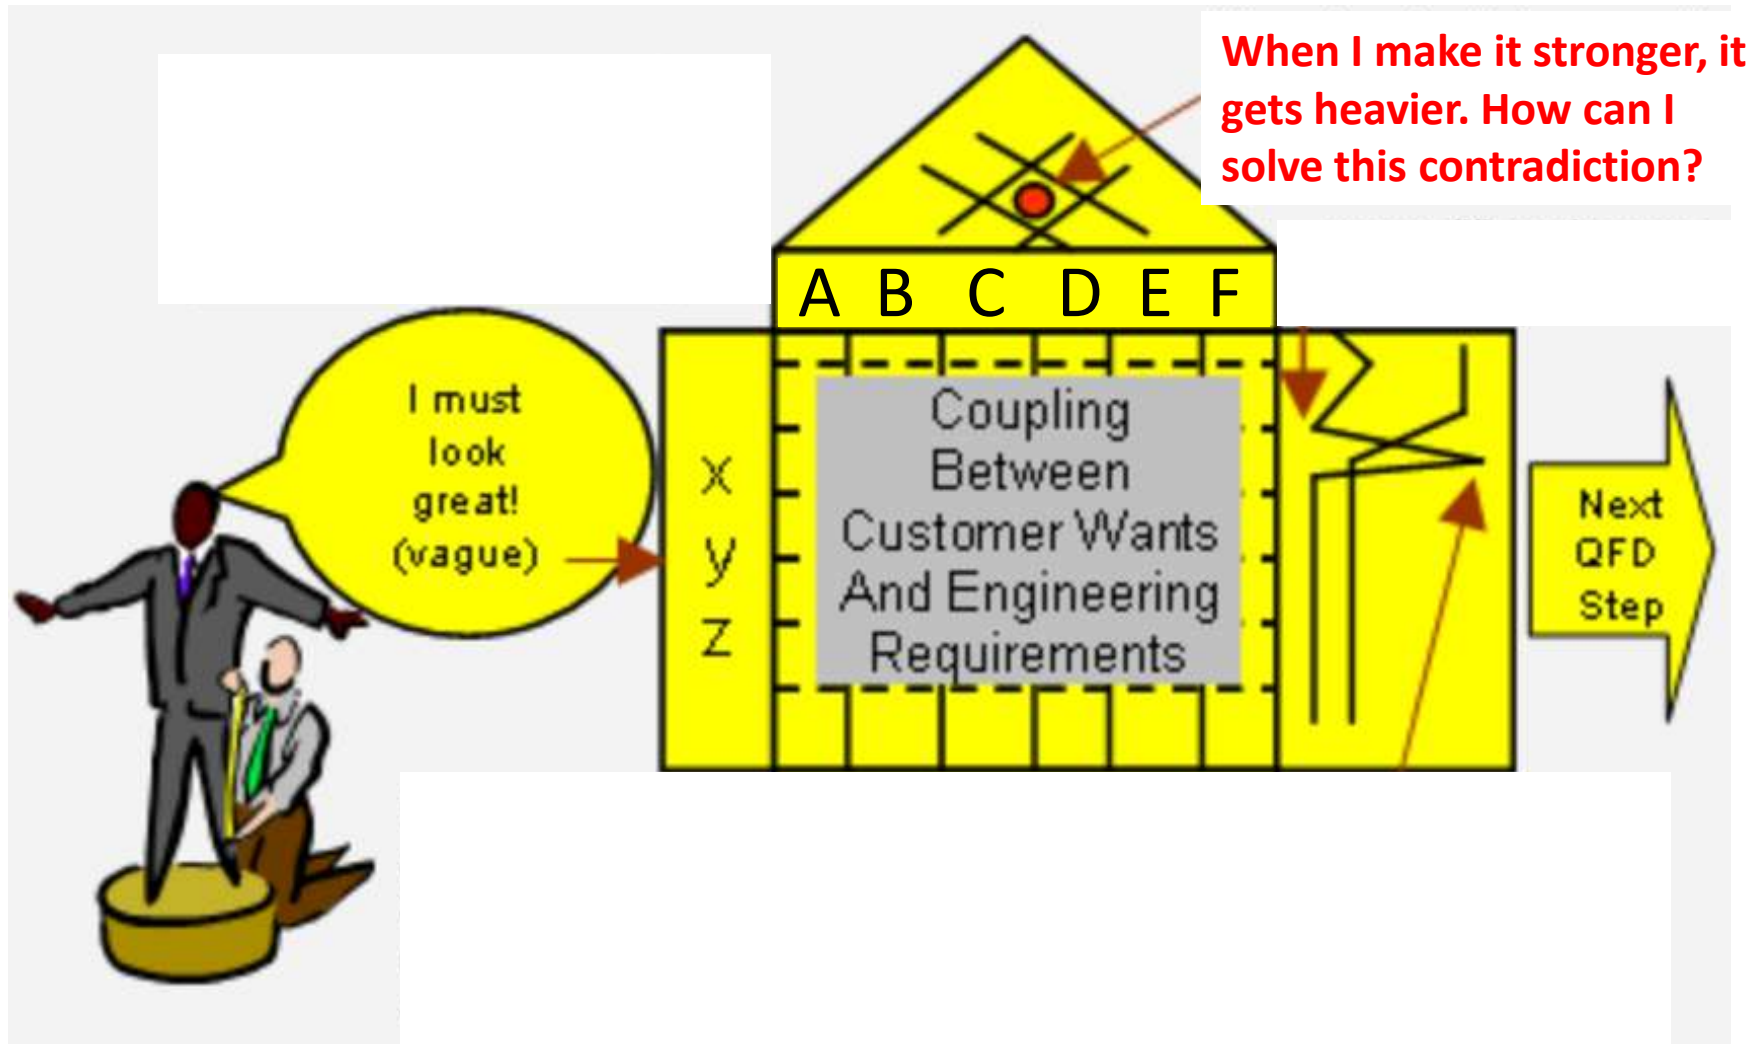 When I make it stronger, it
gets heavier. How can I
solve this contradiction?
A B C D E F
I must
look
great!
(vague)
x
y
z
Coupling
Between
Customer Wants
And Engineering
Requirements
Next
QFD
Step